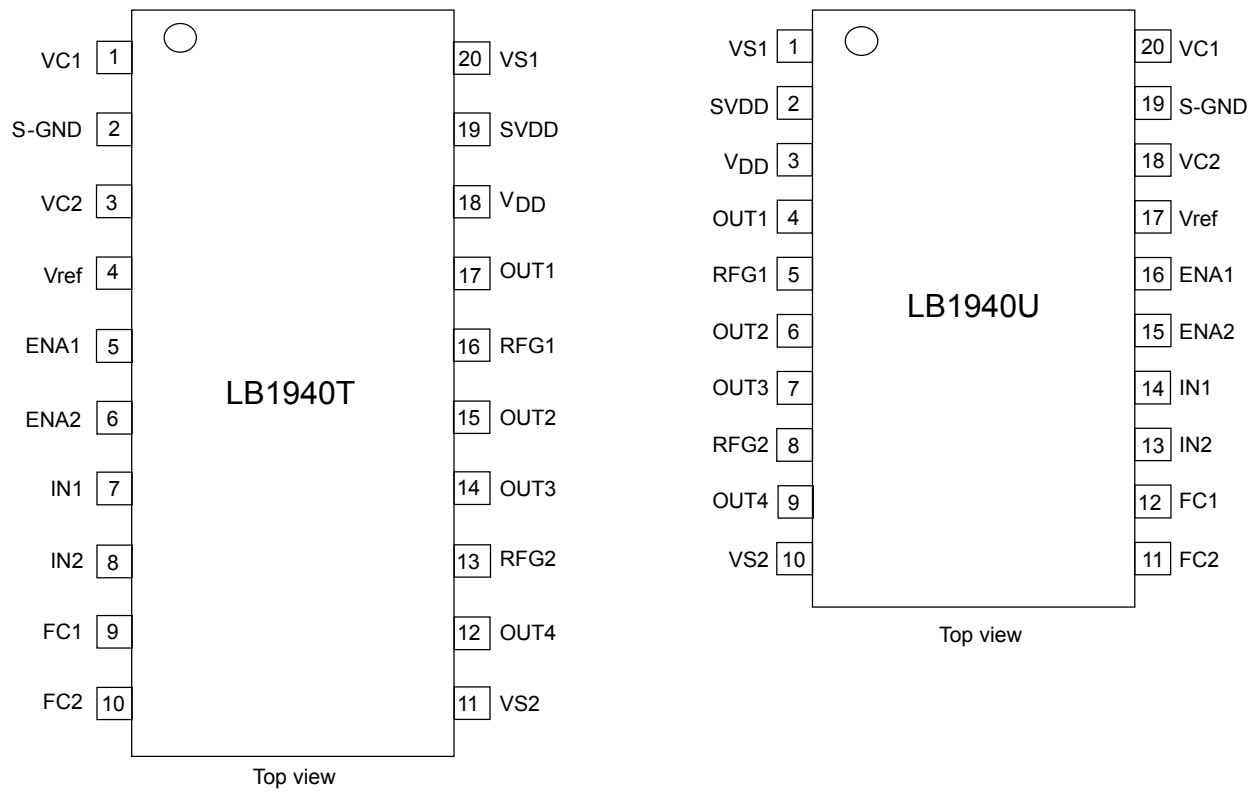 VC1 1
S-GND 2
VC2 3
Vref 4
ENA1 5
ENA2 6
IN1 7
IN2 8
FC1 9
FC2 10
LB1940T
20 VS1
19 SVDD
18 VDD
17 OUT1
16 RFG1
15 OUT2
14 OUT3
13 RFG2
12 OUT4
11 VS2
Top view
VS1 1
SVDD 2
VDD 3
OUT1 4
RFG1 5
OUT2 6
OUT3 7
RFG2 8
OUT4 9
VS2 10
LB1940U
20 VC1
19 S-GND
18 VC2
17 Vref
16 ENA1
15 ENA2
14 IN1
13 IN2
12 FC1
11 FC2
Top view